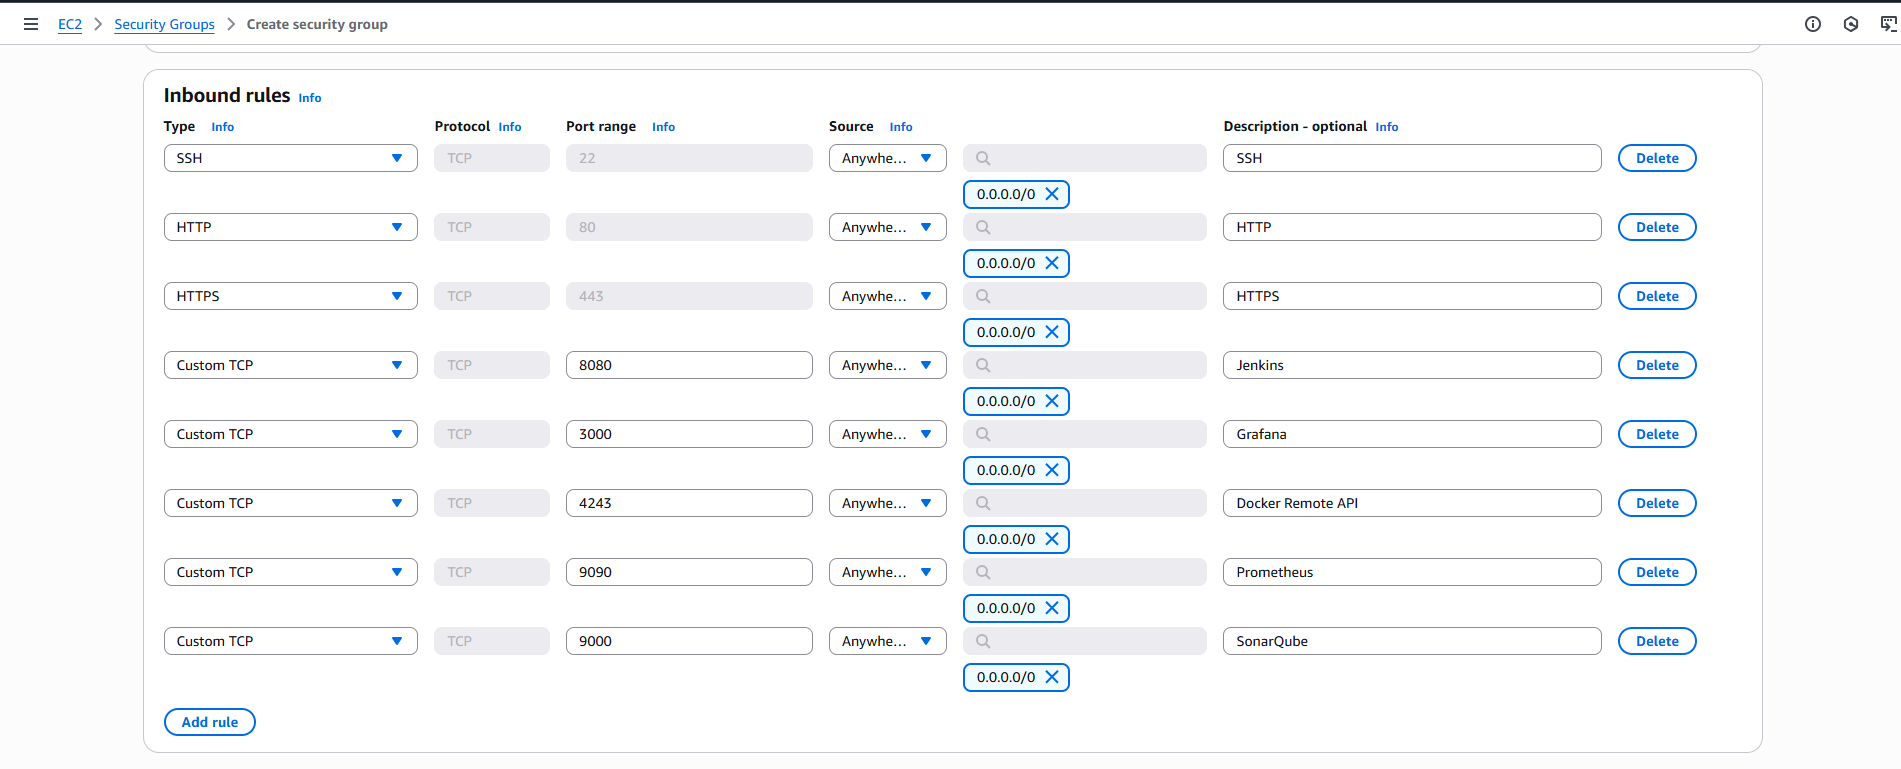 EC2 > Security Groups > Create security group
Inbound rules Info
Type Info Protocol Info Port range Info Source Info Description - optional Info
SSH TCP 22 Anywhe... SSH Delete
0.0.0.0/0
HTTP TCP 80 Anywhe... HTTP Delete
0.0.0.0/0
HTTPS TCP 443 Anywhe... HTTPS Delete
0.0.0.0/0
Custom TCP TCP 8080 Anywhe... Jenkins Delete
0.0.0.0/0
Custom TCP TCP 3000 Anywhe... Grafana Delete
0.0.0.0/0
Custom TCP TCP 4243 Anywhe... Docker Remote API Delete
0.0.0.0/0
Custom TCP TCP 9090 Anywhe... Prometheus Delete
0.0.0.0/0
Custom TCP TCP 9000 Anywhe... SonarQube Delete
0.0.0.0/0
Add rule